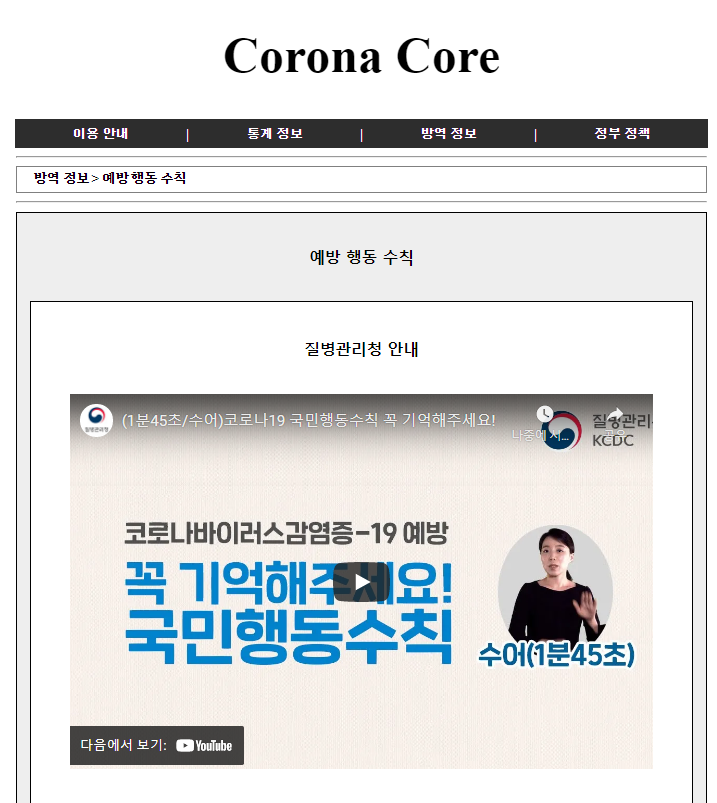 Corona Core
이용 안내 | 통계 정보 | 방역 정보 | 정부 정책
방역 정보 > 예방 행동 수칙
예방 행동 수칙
질병관리청 안내
질병관리청
(1분45초/수어)코로나19 국민행동수칙 꼭 기억해주세요!
나중에 시...
공유
질병관리
KCDC
코로나바이러스감염증-19 예방
꼭 기억해주세요!
국민행동수칙
수어(1분45초)
다음에서 보기: YouTube